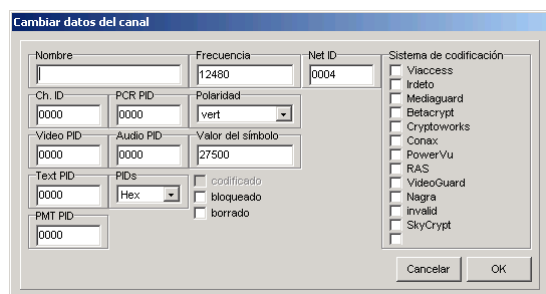 Cambiar datos del canal
Nombre
Frecuencia
12480
Net ID
0004
Ch. ID
0000
PCR PID
0000
Polaridad
vert
Video PID
0000
Audio PID
0000
Valor del símbolo
27500
Text PID
0000
PIDs
Hex
codificado
bloqueado
borrado
PMT PID
0000
Sistema de codificación
Viaccess
Irdeto
Mediaguard
Betacrypt
Cryptoworks
Conax
PowerVu
RAS
VideoGuard
Nagra
invalid
SkyCrypt
Cancelar
OK